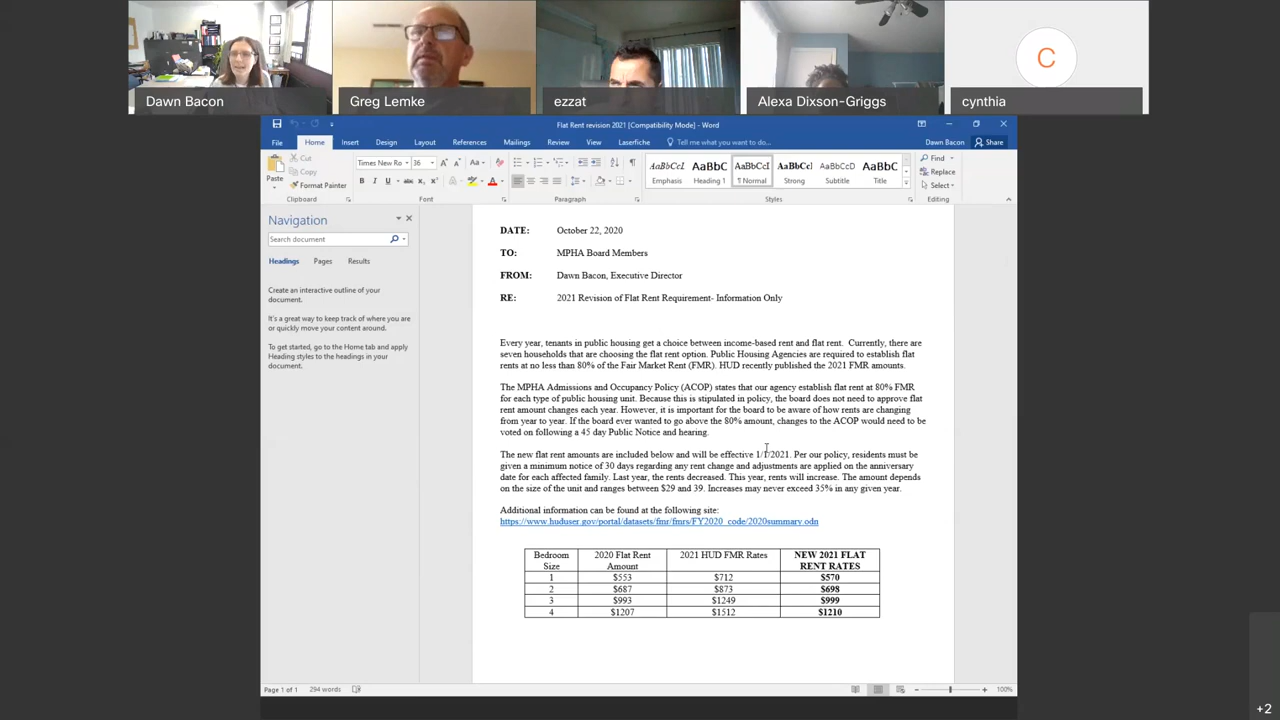 Dawn Bacon
Greg Lemke
ezzat
Alexa Dixson-Griggs
C
cynthia
Flat Rent revision 2021 [Compatibility Mode] - Word
File Home Insert Design Layout References Mailings Review View Laserfiche Tell me what you want to do... Dawn Bacon Share
Paste
Cut
Copy
Format Painter
Clipboard
Times New Ro 36
Font
Paragraph
AaBbCcI AaBbC AaBbCcI AaBbCcI AaBbCcD AaBbC
Emphasis Heading 1 ¶ Normal Strong Subtitle Title
Styles
Find
Replace
Select
Editing
Navigation
Search document
Headings Pages Results
Create an interactive outline of your
document.
It's a great way to keep track of where you are
or quickly move your content around.
To get started, go to the Home tab and apply
Heading styles to the headings in your
document.
DATE: October 22, 2020
TO: MPHA Board Members
FROM: Dawn Bacon, Executive Director
RE: 2021 Revision of Flat Rent Requirement- Information Only
Every year, tenants in public housing get a choice between income-based rent and flat rent. Currently, there are
seven households that are choosing the flat rent option. Public Housing Agencies are required to establish flat
rents at no less than 80% of the Fair Market Rent (FMR). HUD recently published the 2021 FMR amounts.
The MPHA Admissions and Occupancy Policy (ACOP) states that our agency establish flat rent at 80% FMR
for each type of public housing unit. Because this is stipulated in policy, the board does not need to approve flat
rent amount changes each year. However, it is important for the board to be aware of how rents are changing
from year to year. If the board ever wanted to go above the 80% amount, changes to the ACOP would need to be
voted on following a 45 day Public Notice and hearing.
The new flat rent amounts are included below and will be effective 1/1/2021. Per our policy, residents must be
given a minimum notice of 30 days regarding any rent change and adjustments are applied on the anniversary
date for each affected family. Last year, the rents decreased. This year, rents will increase. The amount depends
on the size of the unit and ranges between $29 and 39. Increases may never exceed 35% in any given year.
Additional information can be found at the following site:
https://www.huduser.gov/portal/datasets/fmr/fmrs/FY2020_code/2020summary.odn
Bedroom Size 2020 Flat Rent Amount 2021 HUD FMR Rates NEW 2021 FLAT RENT RATES
1 $553 $712 $570
2 $687 $873 $698
3 $993 $1249 $999
4 $1207 $1512 $1210
Page 1 of 1 294 words 100%
+2